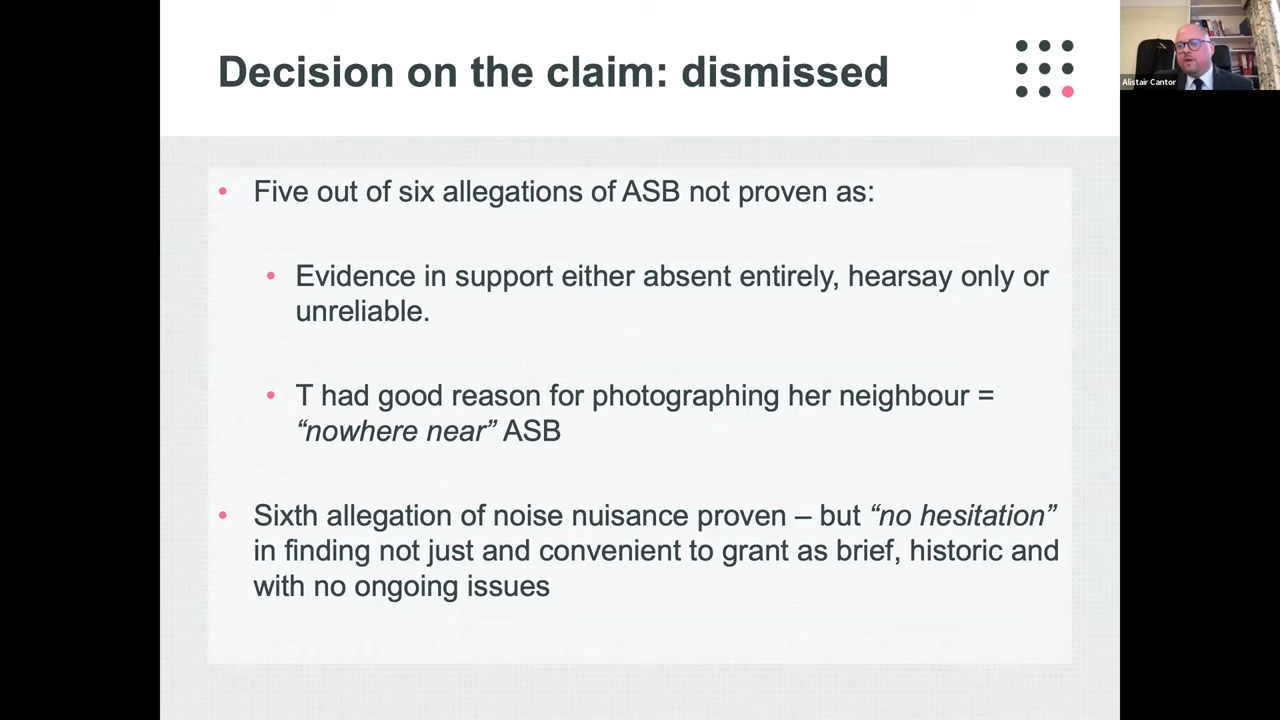 Decision on the claim: dismissed
Alistair Cantor
• Five out of six allegations of ASB not proven as:
• Evidence in support either absent entirely, hearsay only or
unreliable.
• T had good reason for photographing her neighbour =
“nowhere near” ASB
• Sixth allegation of noise nuisance proven – but “no hesitation”
in finding not just and convenient to grant as brief, historic and
with no ongoing issues